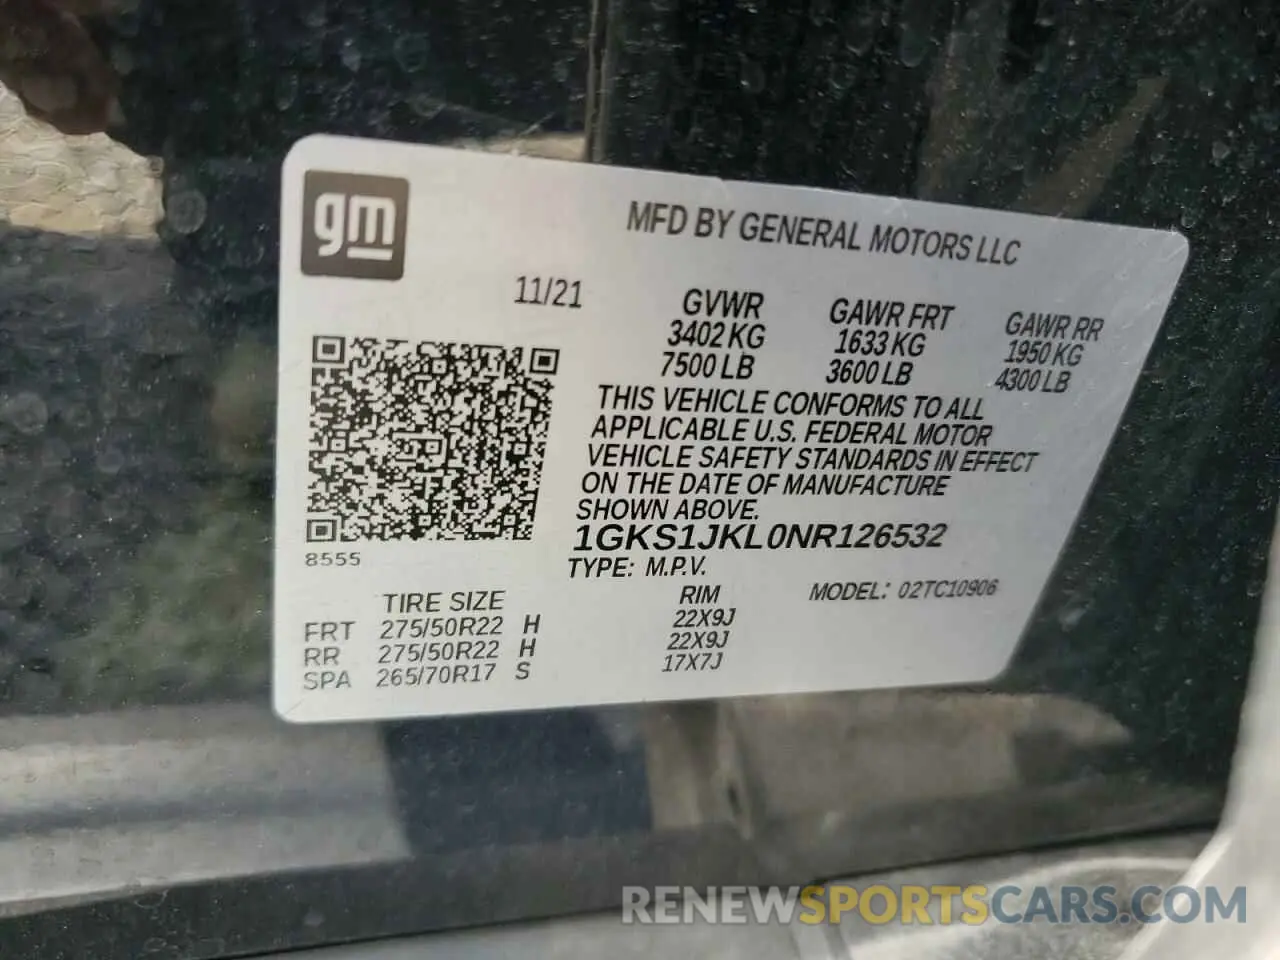 gm
MFD BY GENERAL MOTORS LLC
11/21
GVWR GAWR FRT GAWR RR
3402 KG 1633 KG 1950 KG
7500 LB 3600 LB 4300 LB
THIS VEHICLE CONFORMS TO ALL
APPLICABLE U.S. FEDERAL MOTOR
VEHICLE SAFETY STANDARDS IN EFFECT
ON THE DATE OF MANUFACTURE
SHOWN ABOVE.
1GKS1JKL0NR126532
8555
TYPE: M.P.V.
MODEL: 02TC10906
TIRE SIZE RIM
FRT 275/50R22 H 22X9J
RR 275/50R22 H 22X9J
SPA 265/70R17 S 17X7J
RENEWSPORTSCARS.COM